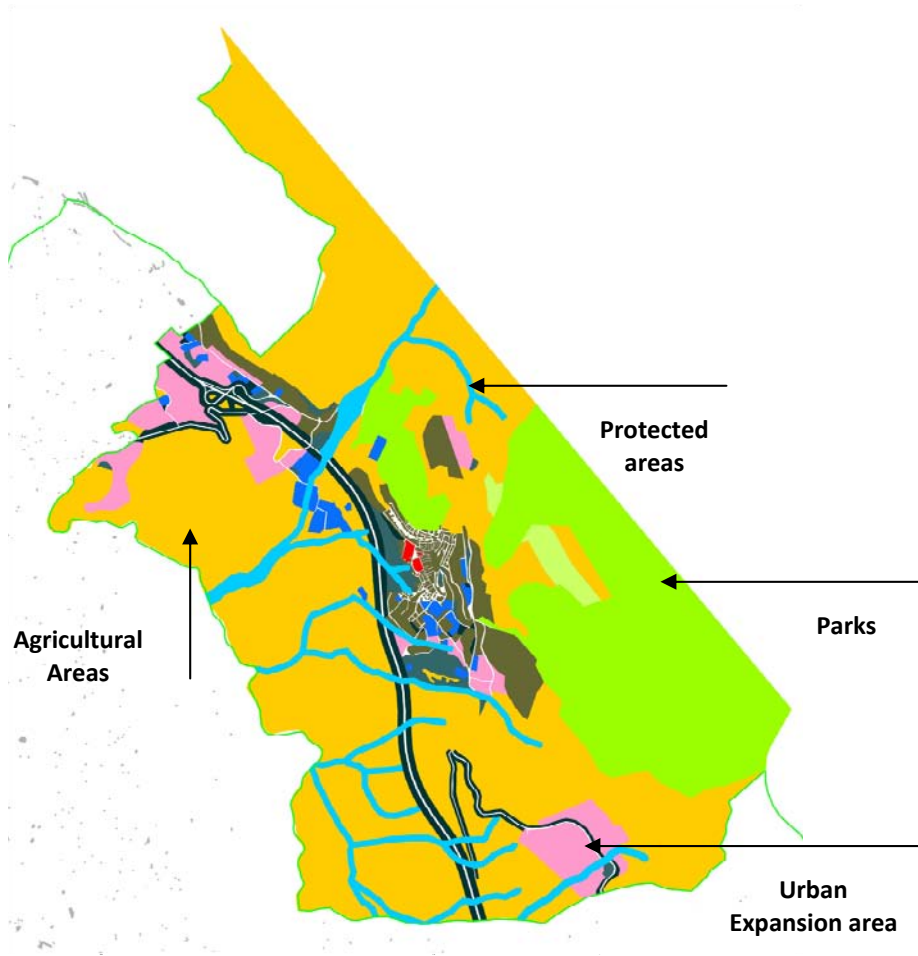 Protected
areas
Parks
Agricultural
Areas
Urban
Expansion area